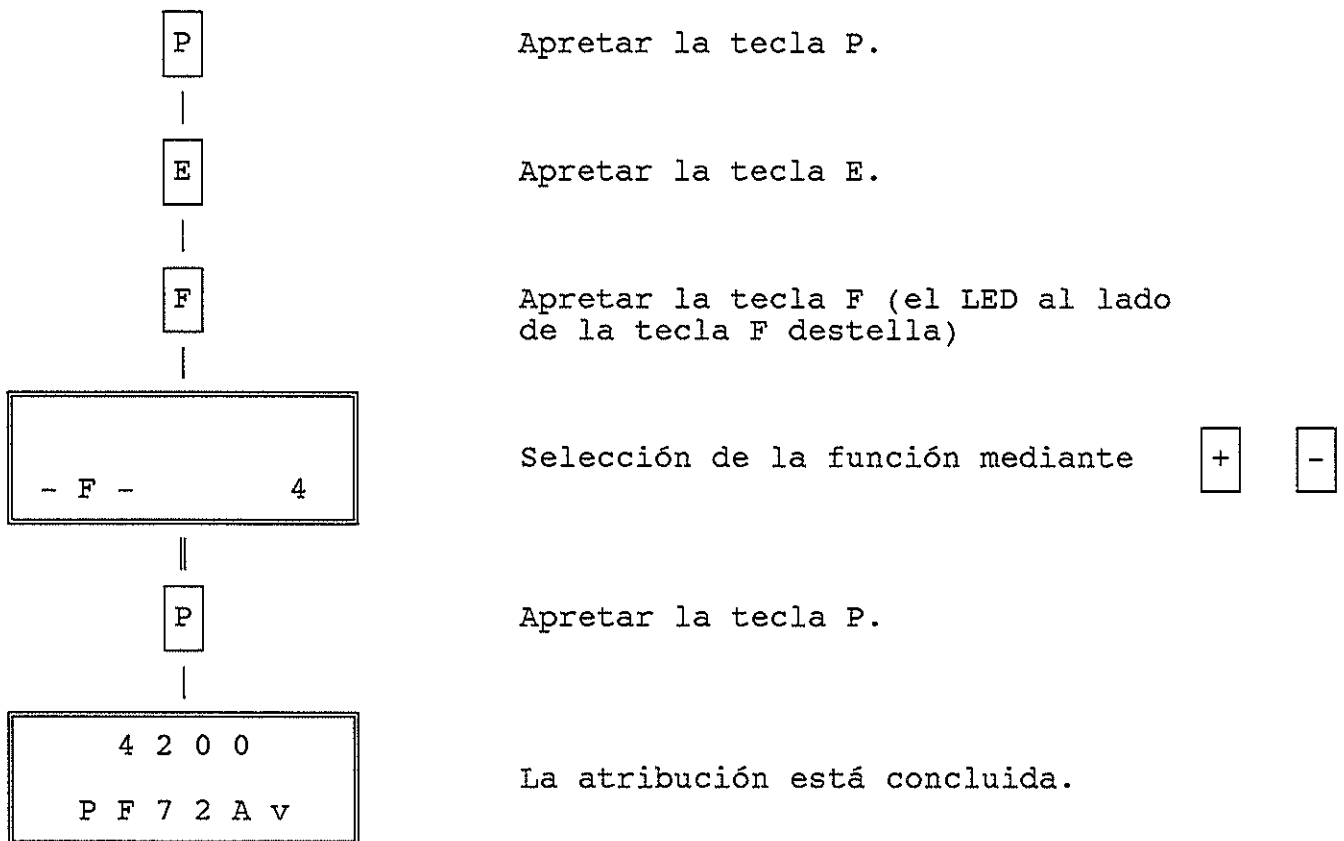 P Apretar la tecla P.
E Apretar la tecla E.
F Apretar la tecla F (el LED al lado
de la tecla F destella)
Selección de la función mediante + -
- F - 4
P Apretar la tecla P.
4 2 0 0
La atribución está concluida.
P F 7 2 A v